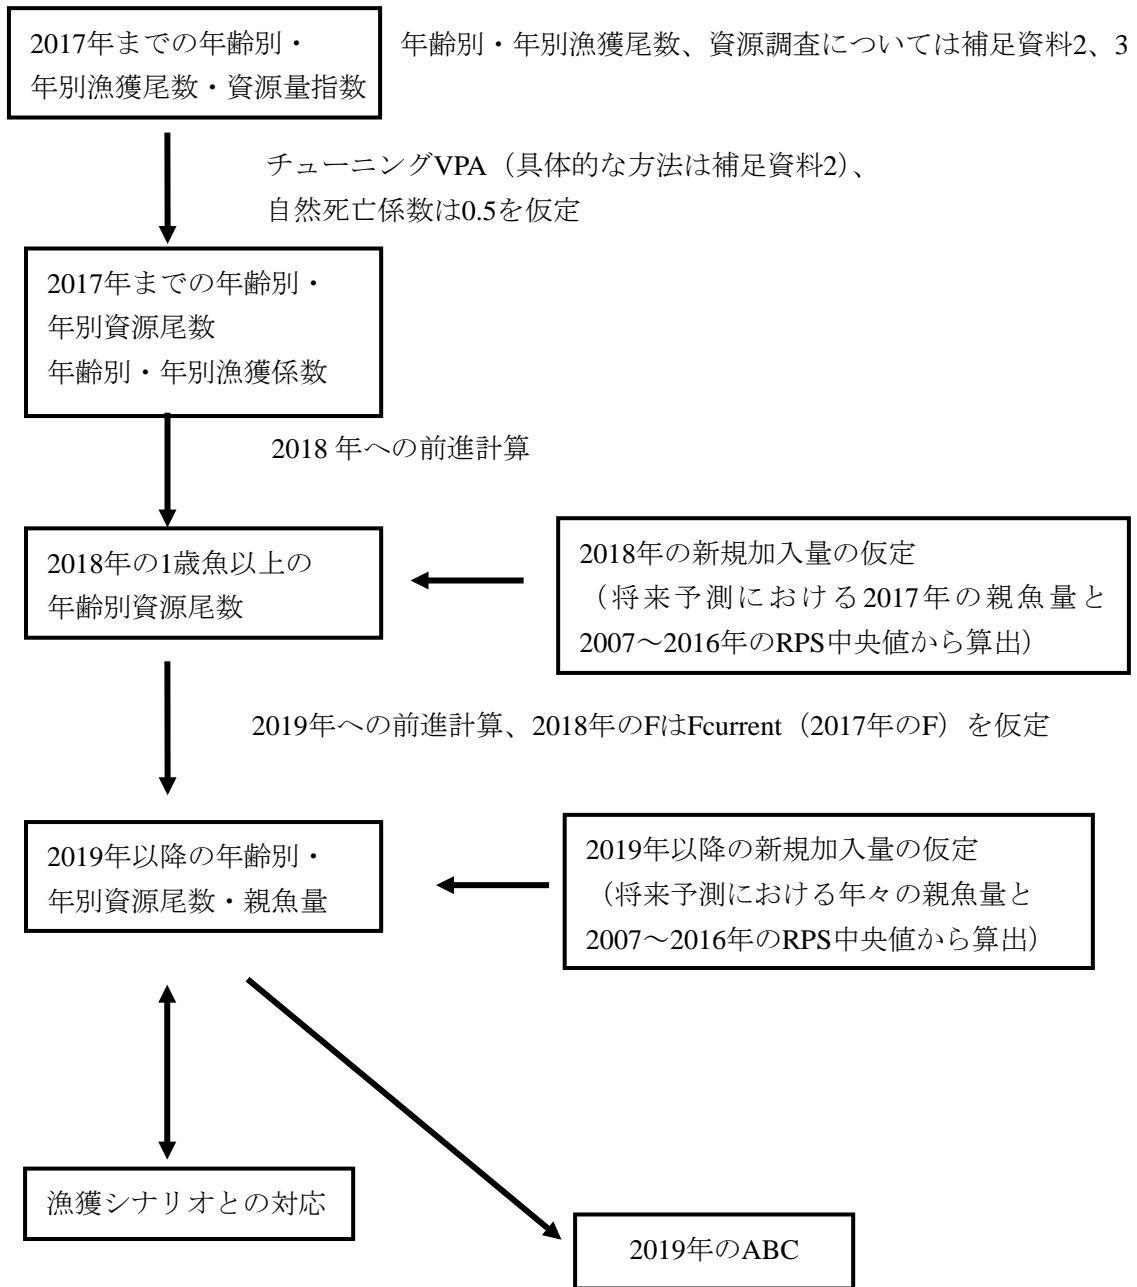 2017年までの年齢別・
年別漁獲尾数・資源量指数
年齢別・年別漁獲尾数、資源調査については補足資料2、3
チューニングVPA（具体的な方法は補足資料2）、
自然死亡係数は0.5を仮定
2017年までの年齢別・
年別資源尾数
年齢別・年別漁獲係数
2018 年への前進計算
2018年の1歳魚以上の
年齢別資源尾数
2018年の新規加入量の仮定
（将来予測における2017年の親魚量と
2007～2016年のRPS中央値から算出）
2019年への前進計算、2018年のFはFcurrent（2017年のF）を仮定
2019年以降の年齢別・
年別資源尾数・親魚量
2019年以降の新規加入量の仮定
（将来予測における年々の親魚量と
2007～2016年のRPS中央値から算出）
漁獲シナリオとの対応
2019年のABC